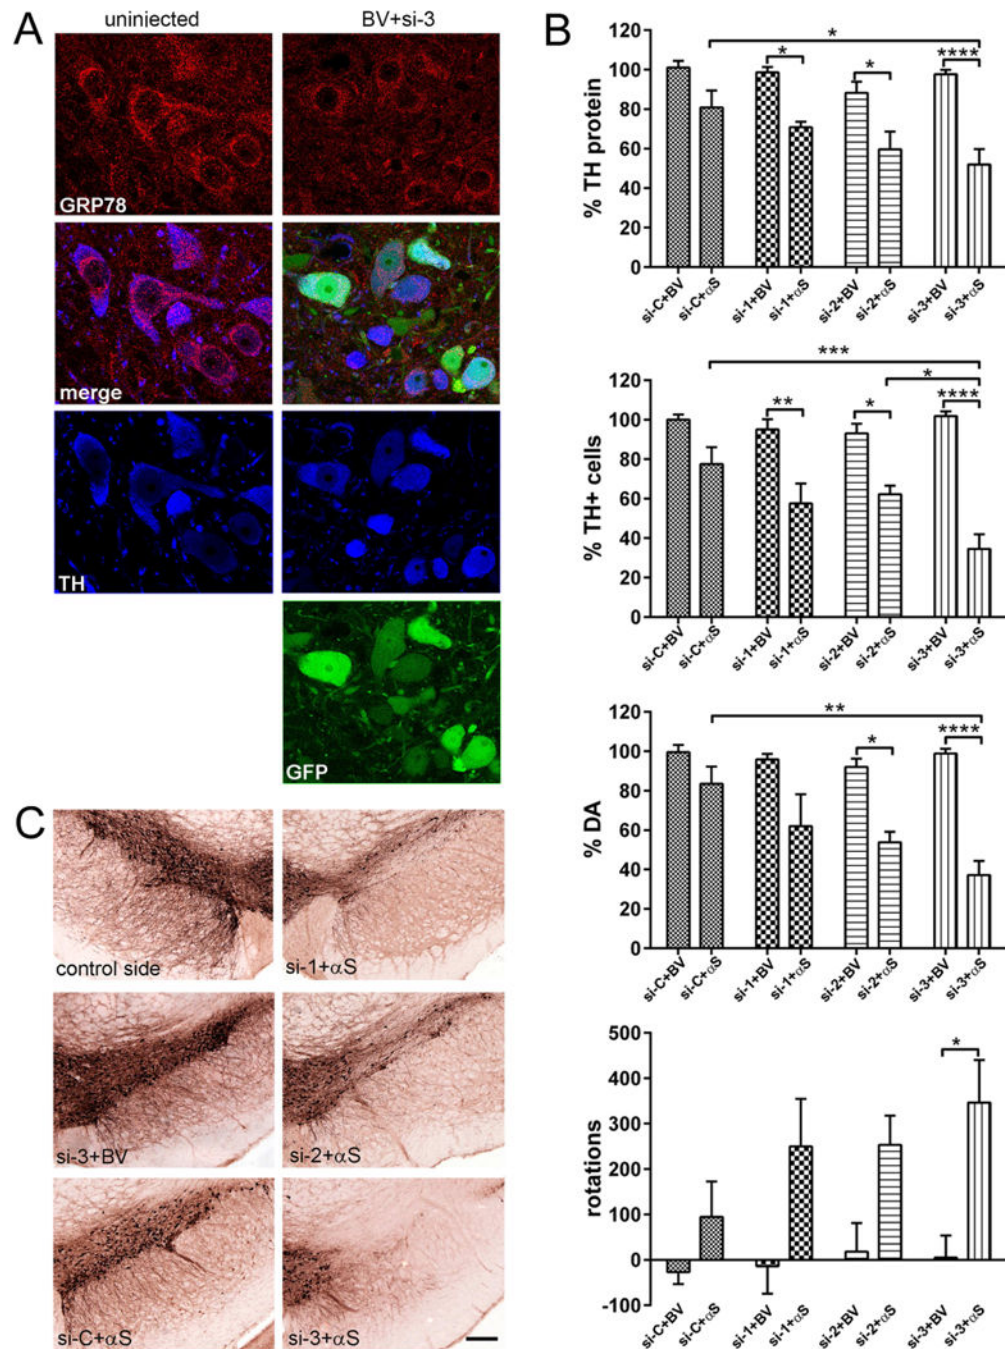 A
uninjected
BV+si-3
GRP78
merge
TH
GFP
B
% TH protein
120
100
80
60
40
20
0
*
*
*
****
si-C+BV
si-C+αS
si-1+BV
si-1+αS
si-2+BV
si-2+αS
si-3+BV
si-3+αS
% TH+ cells
120
100
80
60
40
20
0
***
*
**
*
****
si-C+BV
si-C+αS
si-1+BV
si-1+αS
si-2+BV
si-2+αS
si-3+BV
si-3+αS
% DA
120
100
80
60
40
20
0
**
*
****
si-C+BV
si-C+αS
si-1+BV
si-1+αS
si-2+BV
si-2+αS
si-3+BV
si-3+αS
rotations
500
400
300
200
100
0
-100
*
si-C+BV
si-C+αS
si-1+BV
si-1+αS
si-2+BV
si-2+αS
si-3+BV
si-3+αS
C
control side
si-1+αS
si-3+BV
si-2+αS
si-C+αS
si-3+αS